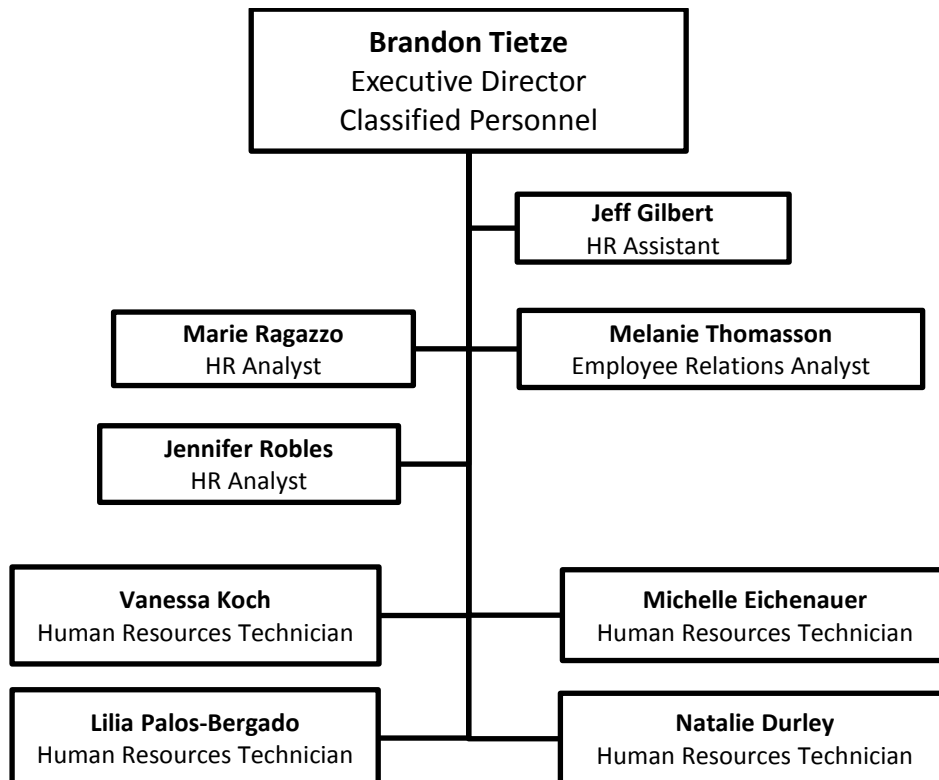 Brandon Tietze
Executive Director
Classified Personnel
Jeff Gilbert
HR Assistant
Marie Ragazzo
HR Analyst
Melanie Thomasson
Employee Relations Analyst
Jennifer Robles
HR Analyst
Vanessa Koch
Human Resources Technician
Michelle Eichenauer
Human Resources Technician
Lilia Palos-Bergado
Human Resources Technician
Natalie Durley
Human Resources Technician